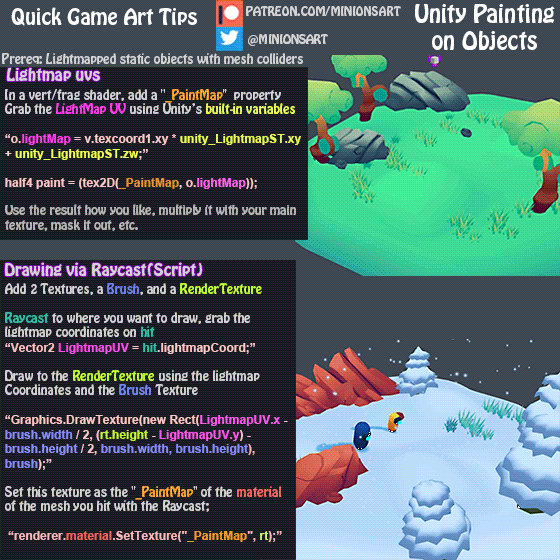 Quick Game Art Tips
PATREON.COM/MINIONSART
@MINIONSART
Unity Painting
on Objects
Prereq: Lightmapped static objects with mesh colliders
Lightmap uvs
In a vert/frag shader, add a "_PaintMap" property
Grab the LightMap UV using Unity's built-in variables
“o.lightMap = v.texcoord1.xy * unity_LightmapST.xy
+ unity_LightmapST.zw;”
half4 paint = (tex2D(_PaintMap, o.lightMap));
Use the result how you like, multiply it with your main
texture, mask it out, etc.
Drawing via Raycast(Script)
Add 2 Textures, a Brush, and a RenderTexture
Raycast to where you want to draw, grab the
lightmap coordinates on hit
“Vector2 LightmapUV = hit.lightmapCoord;”
Draw to the RenderTexture using the lightmap
Coordinates and the Brush Texture
“Graphics.DrawTexture(new Rect(LightmapUV.x -
brush.width / 2, (rt.height - LightmapUV.y) -
brush.height / 2, brush.width, brush.height),
brush);”
Set this texture as the "_PaintMap" of the material
of the mesh you hit with the Raycast;
“renderer.material.SetTexture("_PaintMap", rt);”